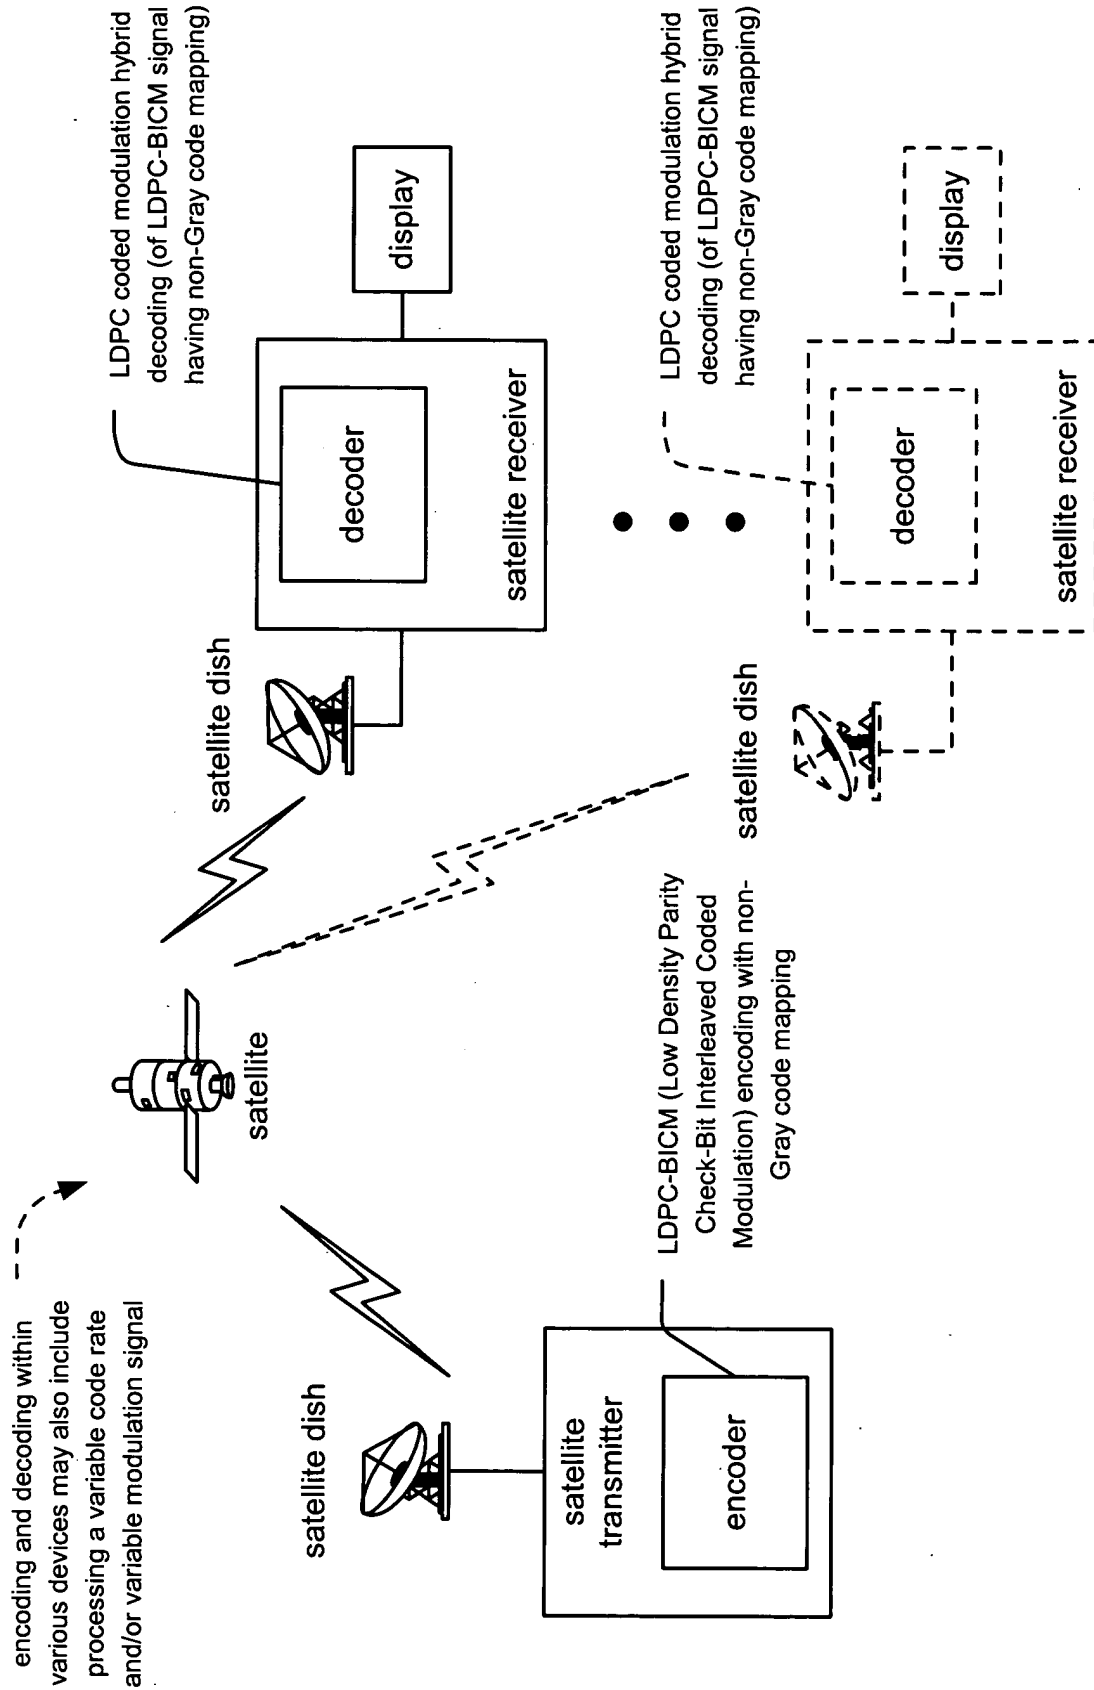 encoding and decoding within
various devices may also include
processing a variable code rate
and/or variable modulation signal
satellite
satellite dish
satellite
transmitter
encoder
LDPC-BICM (Low Density Parity
Check-Bit Interleaved Coded
Modulation) encoding with non-
Gray code mapping
satellite dish
LDPC coded modulation hybrid
decoding (of LDPC-BICM signal
having non-Gray code mapping)
decoder
satellite receiver
display
satellite dish
LDPC coded modulation hybrid
decoding (of LDPC-BICM signal
having non-Gray code mapping)
decoder
satellite receiver
display